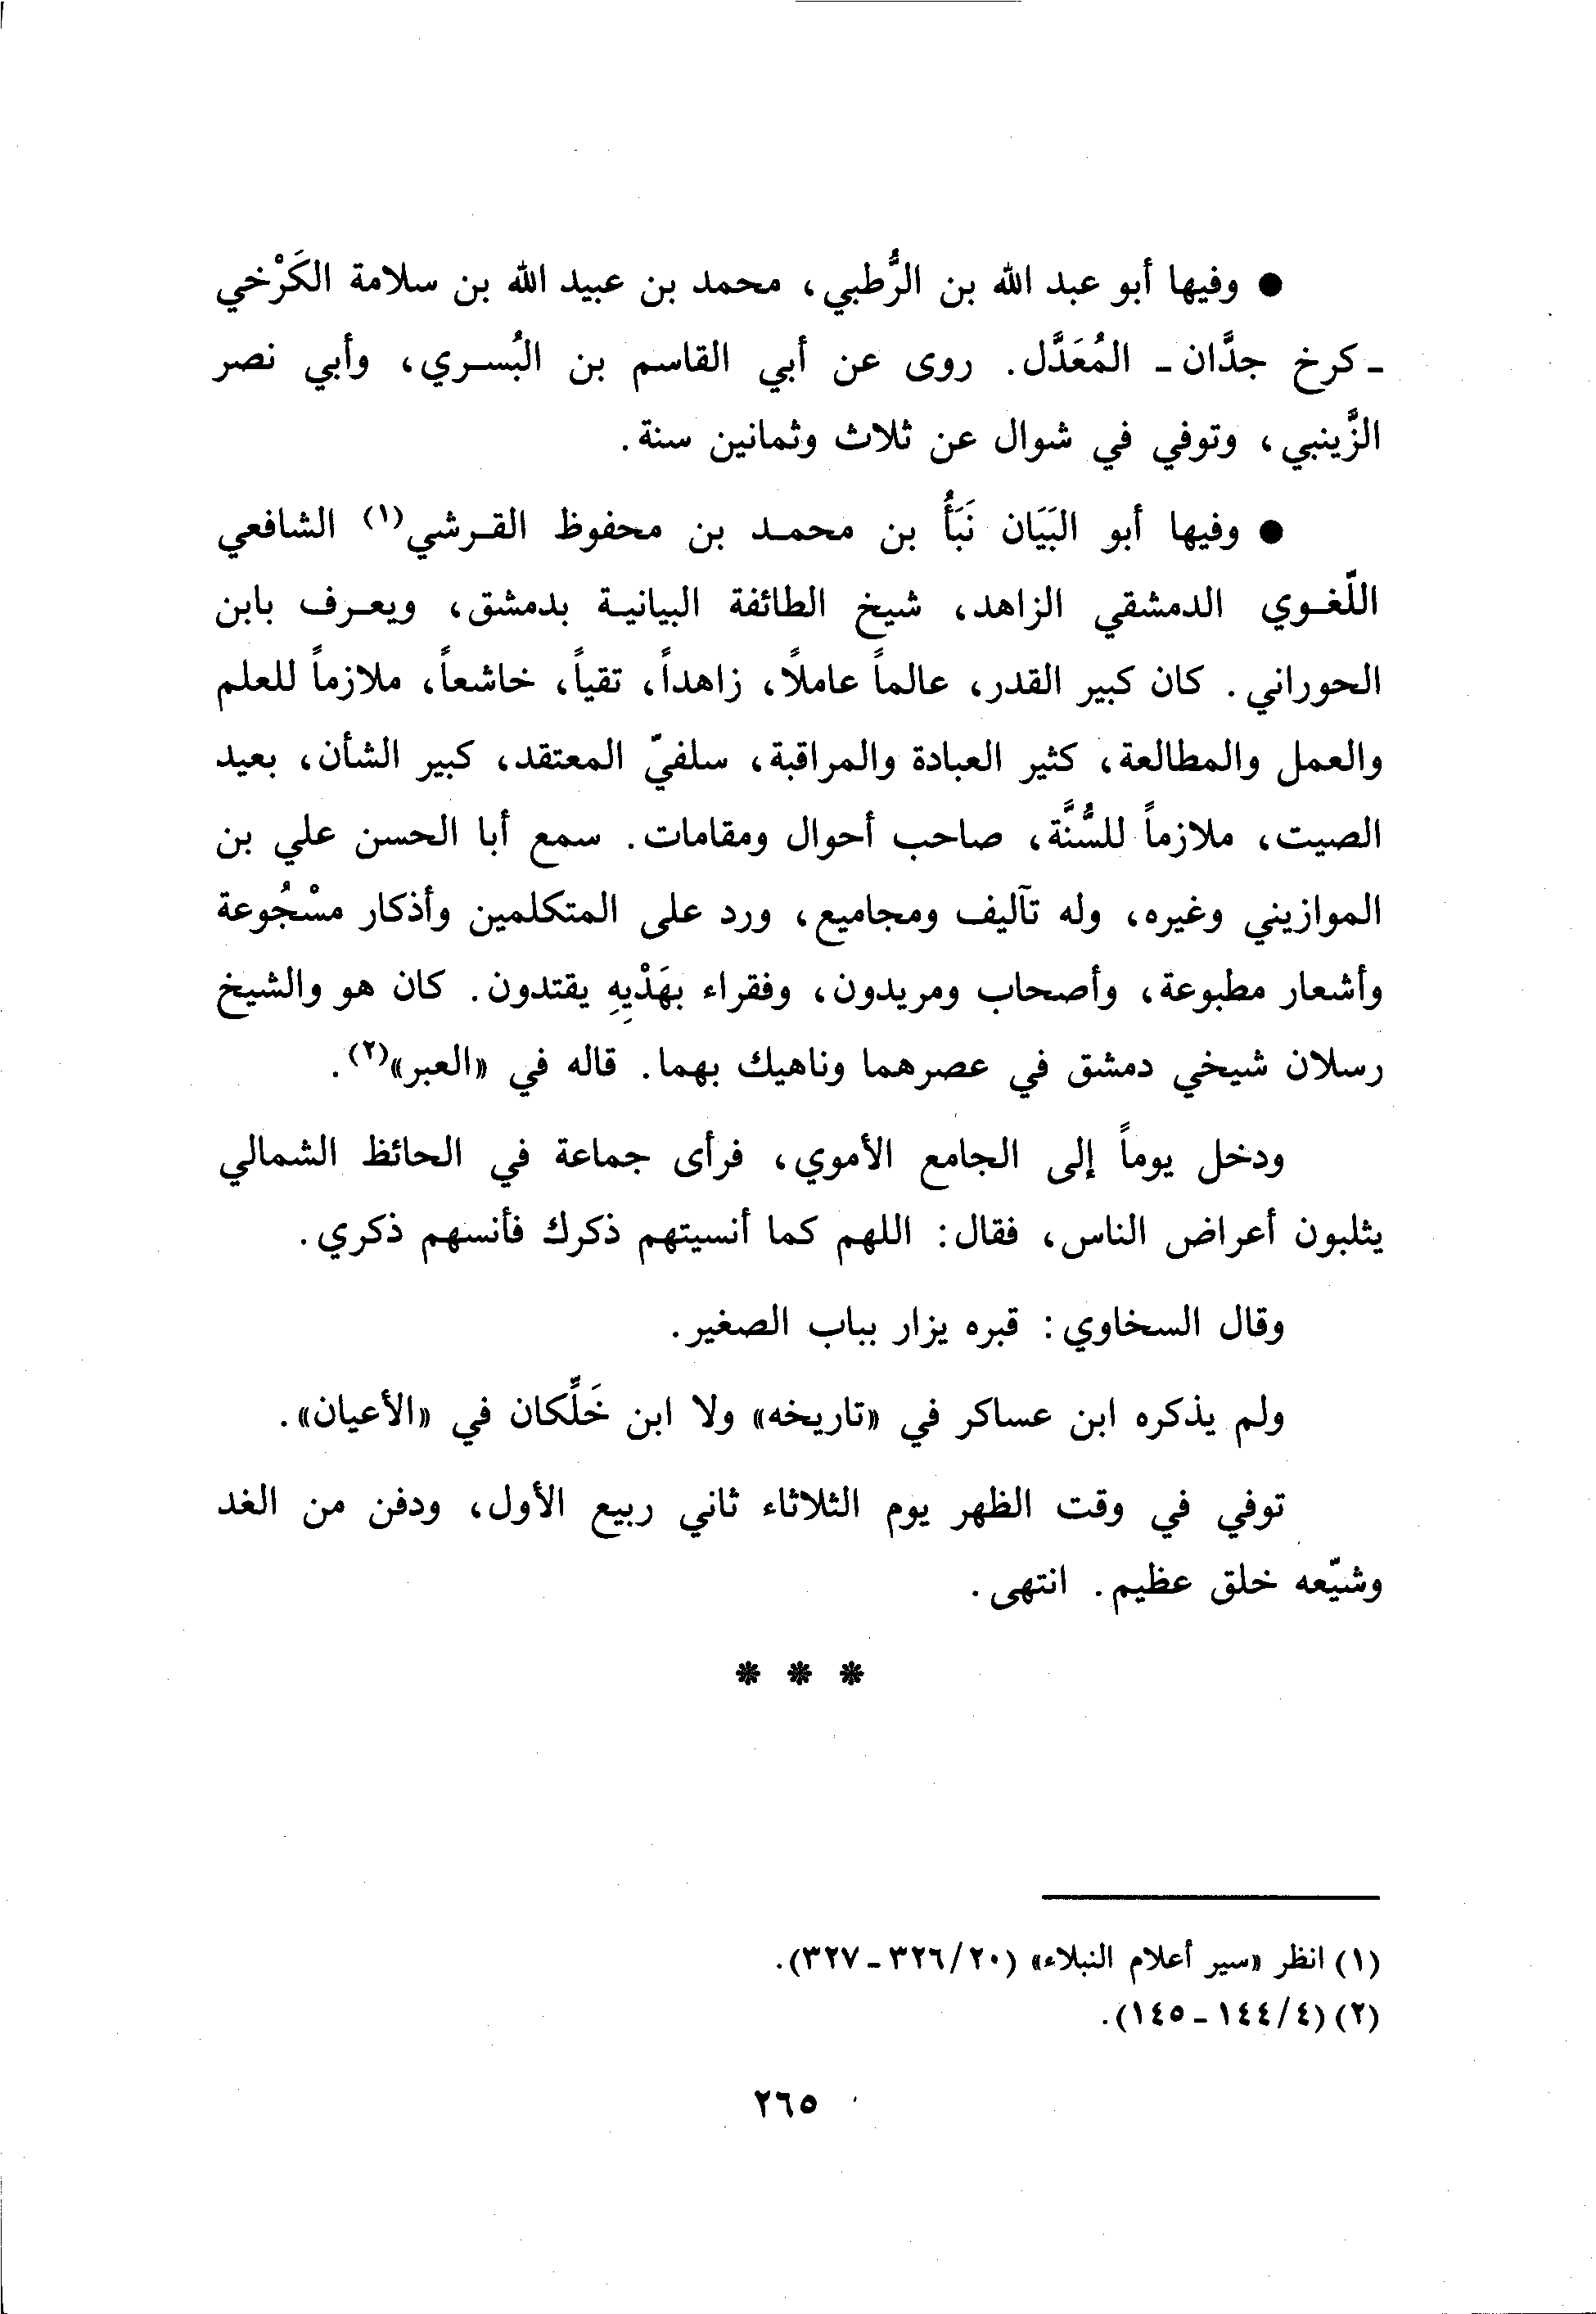 ● وفيها أبو عبد الله بن الرُّطبي، محمد بن عبيد الله بن سلامة الكَرْخي
ـ كرخ جدَّان ـ المُعَدَّل. روى عن أبي القاسم بن البُسري، وأبي نصر
الزَّينبي، وتوفي في شوال عن ثلاث وثمانين سنة.
● وفيها أبو البَيَان نَبَأُ بن محمد بن محفوظ القرشي(١) الشافعي
اللّغوي الدمشقي الزاهد، شيخ الطائفة البيانية بدمشق، ويعرف بابن
الحوراني. كان كبير القدر، عالماً عاملاً، زاهداً، تقياً، خاشعاً، ملازماً للعلم
والعمل والمطالعة، كثير العبادة والمراقبة، سلفيّ المعتقد، كبير الشأن، بعيد
الصيت، ملازماً للسُّنَّة، صاحب أحوال ومقامات. سمع أبا الحسن علي بن
الموازيني وغيره، وله تآليف ومجاميع، ورد على المتكلمين وأذكار مسْجُوعة
وأشعار مطبوعة، وأصحاب ومريدون، وفقراء بهَدْيِهِ يقتدون. كان هو والشيخ
رسلان شيخي دمشق في عصرهما وناهيك بهما. قاله في «العبر»(٢).
ودخل يوماً إلى الجامع الأموي، فرأى جماعة في الحائظ الشمالي
يثلبون أعراض الناس، فقال: اللهم كما أنسيتهم ذكرك فأنسهم ذكري.
وقال السخاوي: قبره يزار بباب الصغير.
ولم يذكره ابن عساكر في «تاريخه» ولا ابن خَلِّكان في «الأعيان».
توفي في وقت الظهر يوم الثلاثاء ثاني ربيع الأول، ودفن من الغد
وشيّعه خلق عظيم. انتهى.
* * *
(١) انظر «سير أعلام النبلاء» (٢٠/٣٢٦ ـ ٣٢٧).
(٢) (٤/١٤٤ ـ ١٤٥).
٢٦٥